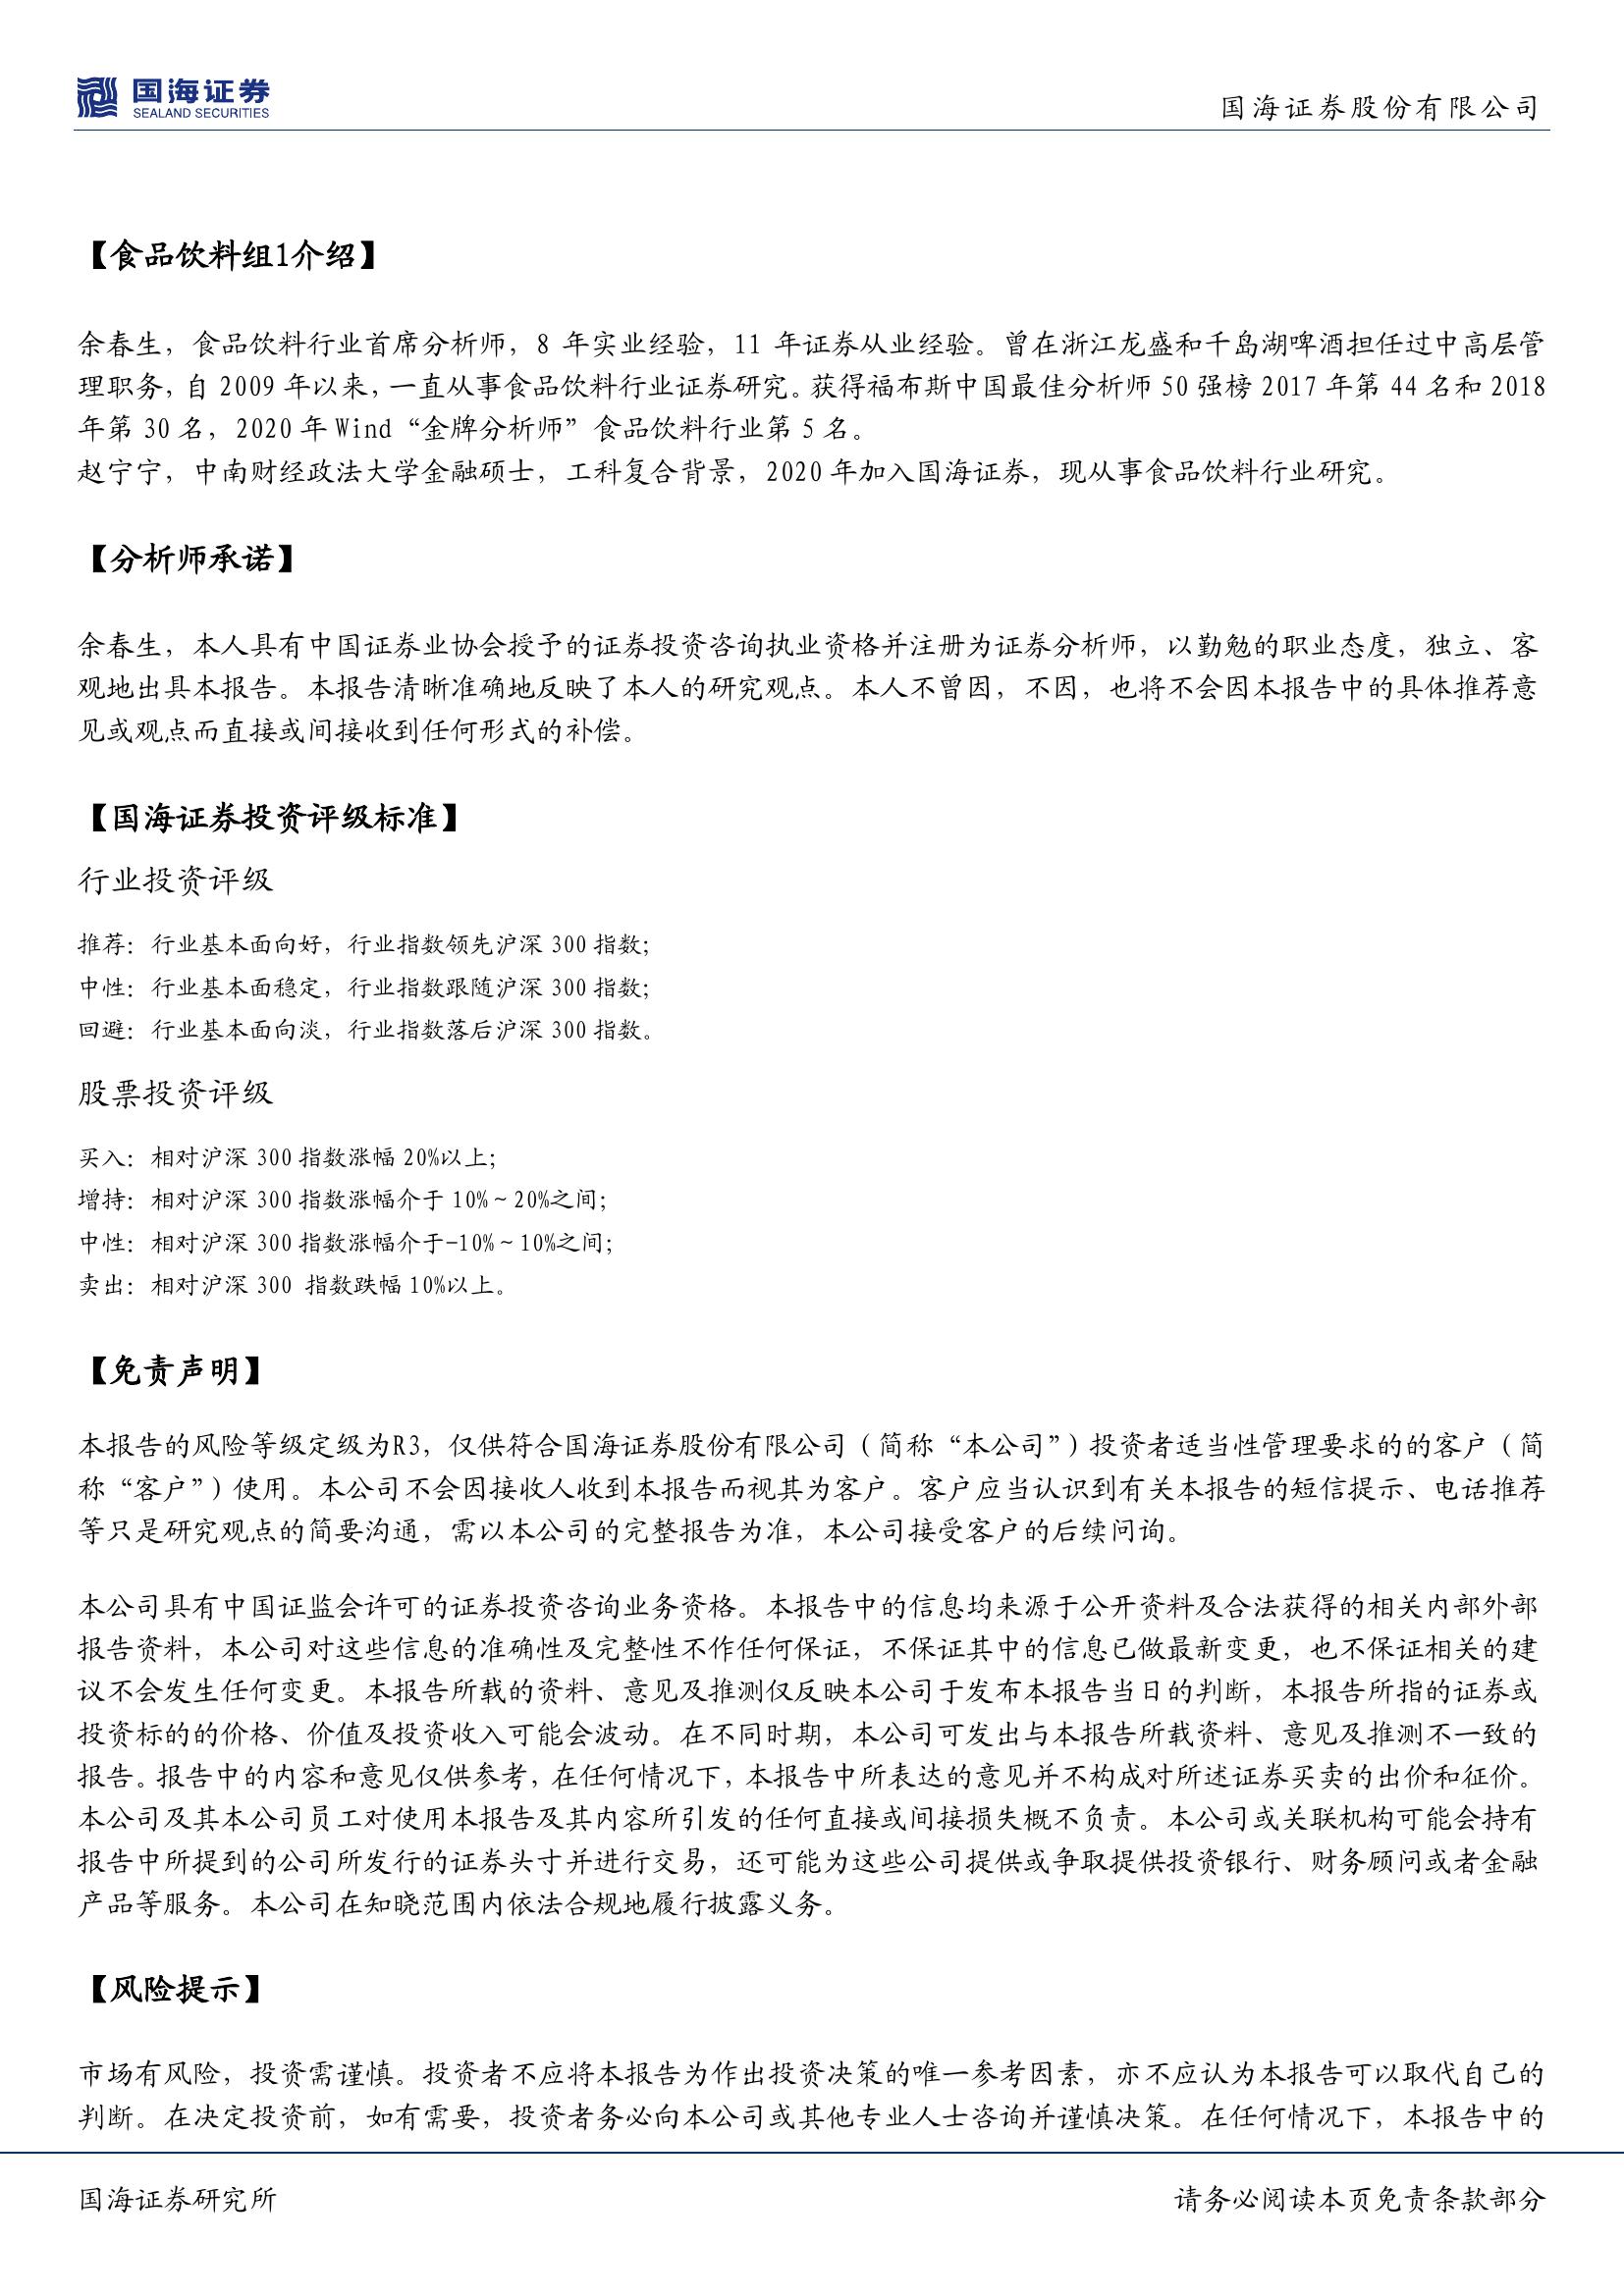 国海证券
SEALAND SECURITIES
国海证券股份有限公司
【食品饮料组1介绍】
余春生，食品饮料行业首席分析师，8 年实业经验，11 年证券从业经验。曾在浙江龙盛和千岛湖啤酒担任过中高层管
理职务，自 2009 年以来，一直从事食品饮料行业证券研究。获得福布斯中国最佳分析师 50 强榜 2017 年第 44 名和 2018
年第 30 名，2020 年 Wind“金牌分析师”食品饮料行业第 5 名。
赵宁宁，中南财经政法大学金融硕士，工科复合背景，2020 年加入国海证券，现从事食品饮料行业研究。
【分析师承诺】
余春生，本人具有中国证券业协会授予的证券投资咨询执业资格并注册为证券分析师，以勤勉的职业态度，独立、客
观地出具本报告。本报告清晰准确地反映了本人的研究观点。本人不曾因，不因，也将不会因本报告中的具体推荐意
见或观点而直接或间接收到任何形式的补偿。
【国海证券投资评级标准】
行业投资评级
推荐：行业基本面向好，行业指数领先沪深 300 指数；
中性：行业基本面稳定，行业指数跟随沪深 300 指数；
回避：行业基本面向淡，行业指数落后沪深 300 指数。
股票投资评级
买入：相对沪深 300 指数涨幅 20%以上；
增持：相对沪深 300 指数涨幅介于 10%～20%之间；
中性：相对沪深 300 指数涨幅介于-10%～10%之间；
卖出：相对沪深 300 指数跌幅 10%以上。
【免责声明】
本报告的风险等级定级为R3，仅供符合国海证券股份有限公司（简称“本公司”）投资者适当性管理要求的的客户（简
称“客户”）使用。本公司不会因接收人收到本报告而视其为客户。客户应当认识到有关本报告的短信提示、电话推荐
等只是研究观点的简要沟通，需以本公司的完整报告为准，本公司接受客户的后续问询。
本公司具有中国证监会许可的证券投资咨询业务资格。本报告中的信息均来源于公开资料及合法获得的相关内部外部
报告资料，本公司对这些信息的准确性及完整性不作任何保证，不保证其中的信息已做最新变更，也不保证相关的建
议不会发生任何变更。本报告所载的资料、意见及推测仅反映本公司于发布本报告当日的判断，本报告所指的证券或
投资标的的价格、价值及投资收入可能会波动。在不同时期，本公司可发出与本报告所载资料、意见及推测不一致的
报告。报告中的内容和意见仅供参考，在任何情况下，本报告中所表达的意见并不构成对所述证券买卖的出价和征价。
本公司及其本公司员工对使用本报告及其内容所引发的任何直接或间接损失概不负责。本公司或关联机构可能会持有
报告中所提到的公司所发行的证券头寸并进行交易，还可能为这些公司提供或争取提供投资银行、财务顾问或者金融
产品等服务。本公司在知晓范围内依法合规地履行披露义务。
【风险提示】
市场有风险，投资需谨慎。投资者不应将本报告为作出投资决策的唯一参考因素，亦不应认为本报告可以取代自己的
判断。在决定投资前，如有需要，投资者务必向本公司或其他专业人士咨询并谨慎决策。在任何情况下，本报告中的
国海证券研究所
请务必阅读本页免责条款部分